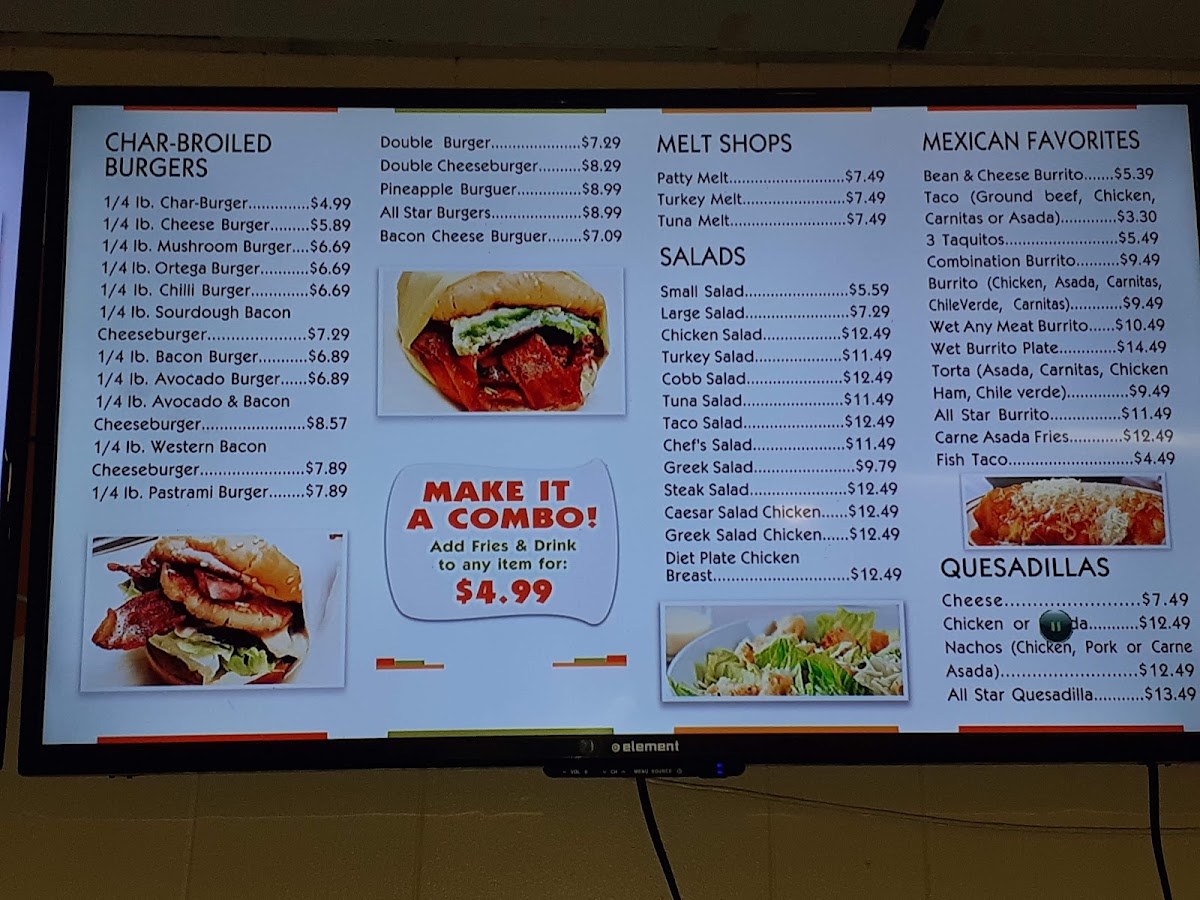 CHAR-BROILED
BURGERS
1/4 lb. Char-Burger.............$4.99
1/4 lb. Cheese Burger.........$5.89
1/4 lb. Mushroom Burger....$6.69
1/4 lb. Ortega Burger...........$6.69
1/4 lb. Chilli Burger.............$6.69
1/4 lb. Sourdough Bacon
Cheeseburger.....................$7.29
1/4 lb. Bacon Burger...........$6.89
1/4 lb. Avocado Burger......$6.89
1/4 lb. Avocado & Bacon
Cheeseburger......................$8.57
1/4 lb. Western Bacon
Cheeseburger......................$7.89
1/4 lb. Pastrami Burger........$7.89
Double Burger......................$7.29
Double Cheeseburger..........$8.29
Pineapple Burguer................$8.99
All Star Burgers......................$8.99
Bacon Cheese Burguer........$7.09
MAKE IT
A COMBO!
Add Fries & Drink
to any item for:
$4.99
MELT SHOPS
Patty Melt............................$7.49
Turkey Melt.........................$7.49
Tuna Melt............................$7.49
SALADS
Small Salad.........................$5.59
Large Salad.........................$7.29
Chicken Salad.....................$12.49
Turkey Salad......................$11.49
Cobb Salad.........................$12.49
Tuna Salad..........................$11.49
Taco Salad..........................$12.49
Chef's Salad........................$11.49
Greek Salad.........................$9.79
Steak Salad.........................$12.49
Caesar Salad Chicken......$12.49
Greek Salad Chicken......$12.49
Diet Plate Chicken
Breast.................................$12.49
MEXICAN FAVORITES
Bean & Cheese Burrito.......$5.39
Taco (Ground beef, Chicken,
Carnitas or Asada)............$3.30
3 Taquitos...........................$5.49
Combination Burrito..........$9.49
Burrito (Chicken, Asada, Carnitas,
ChileVerde, Carnitas)............$9.49
Wet Any Meat Burrito......$10.49
Wet Burrito Plate.............$14.49
Torta (Asada, Carnitas, Chicken
Ham, Chile verde)..............$9.49
All Star Burrito.................$11.49
Carne Asada Fries............$12.49
Fish Taco..............................$4.49
QUESADILLAS
Cheese.......................$7.49
Chicken or da..........$12.49
Nachos (Chicken, Pork or Carne
Asada).......................$12.49
All Star Quesadilla..........$13.49
element
− VOL + − CH + MENU SOURCE